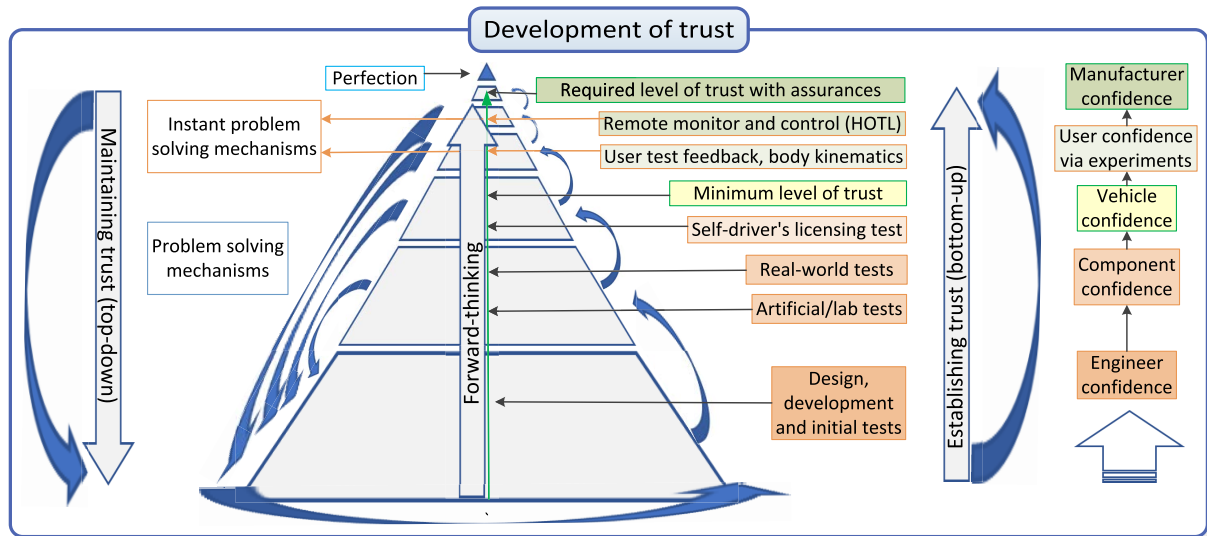 Development of trust
Maintaining trust (top-down)
Perfection
Instant problem
solving mechanisms
Problem solving
mechanisms
Forward-thinking
Required level of trust with assurances
Remote monitor and control (HOTL)
User test feedback, body kinematics
Minimum level of trust
Self-driver's licensing test
Real-world tests
Artificial/lab tests
Design,
development
and initial tests
Establishing trust (bottom-up)
Manufacturer
confidence
User confidence
via experiments
Vehicle
confidence
Component
confidence
Engineer
confidence